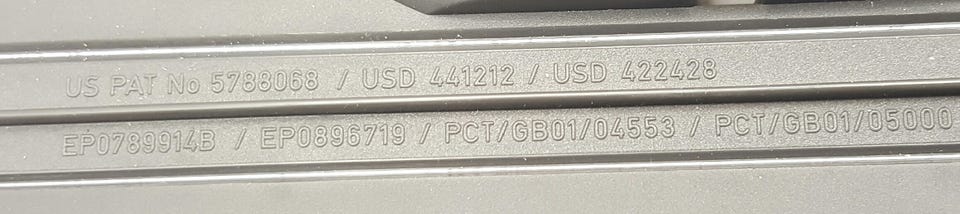 US PAT No 5788068 / USD 441212 / USD 422428
EP0789914B / EP0896719 / PCT/GB01/04553 / PCT/GB01/05000